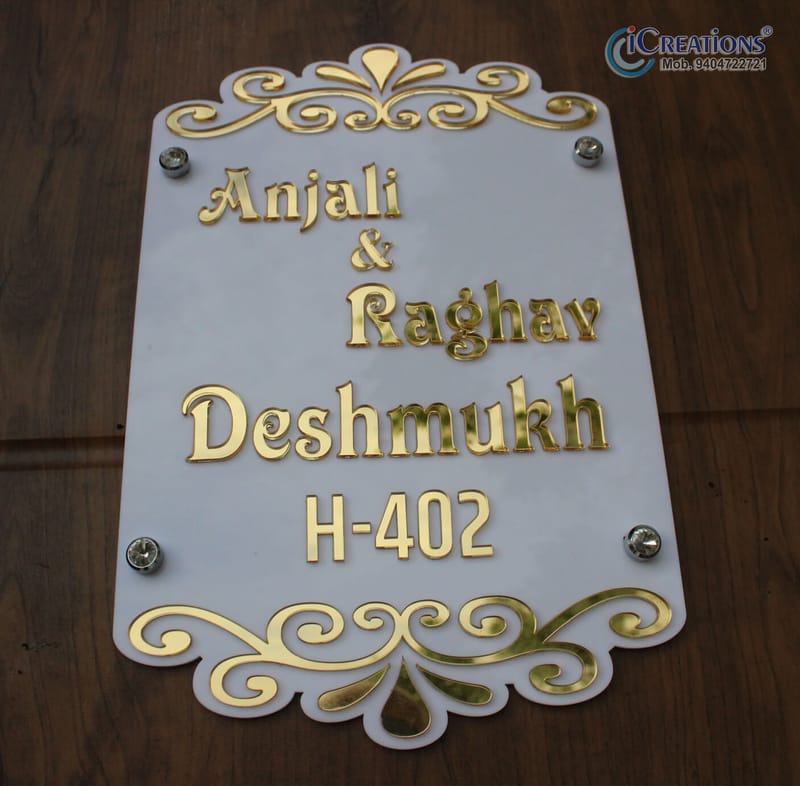 iCREATIONS®
Mob. 9404722721
Anjali
&
Raghav
Deshmukh
H-402